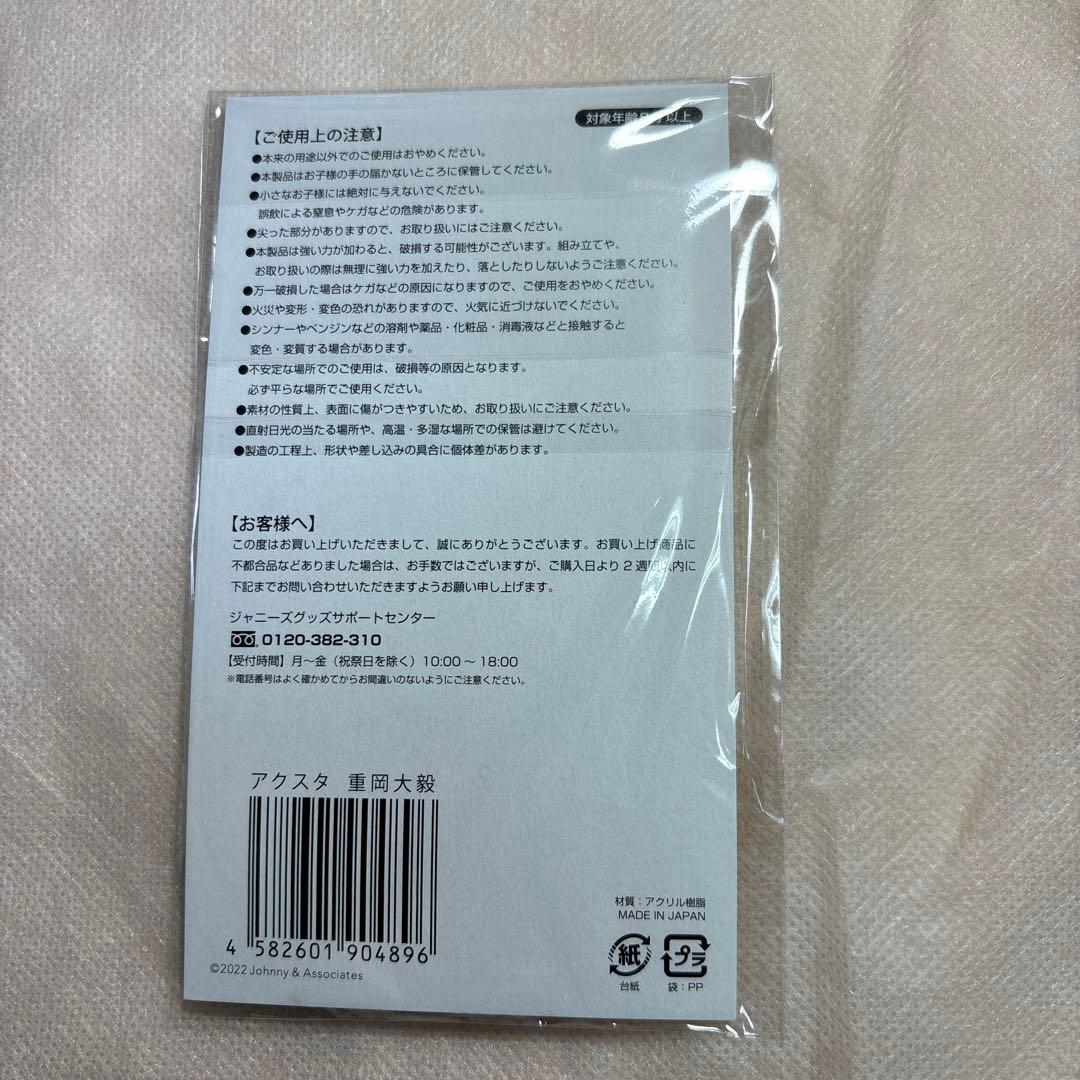 対象年齢 以上
【ご使用上の注意】
●本来の用途以外でのご使用はおやめください。
●本製品はお子様の手の届かないところに保管してください。
●小さなお子様には絶対に与えないでください。
誤飲による窒息やケガなどの危険があります。
●尖った部分がありますので、お取り扱いにはご注意ください。
●本製品は強い力が加わると、破損する可能性がございます。組み立てや、
お取り扱いの際は無理に強い力を加えたり、落としたりしないようご注意ください。
●万一破損した場合はケガなどの原因になりますので、ご使用をおやめください。
●火災や変形・変色の恐れがありますので、火気に近づけないでください。
●シンナーやベンジンなどの溶剤や薬品・化粧品・消毒液などと接触すると
変色・変質する場合があります。
●不安定な場所でのご使用は、破損等の原因となります。
必ず平らな場所でご使用ください。
●素材の性質上、表面に傷がつきやすいため、お取り扱いにご注意ください。
●直射日光の当たる場所や、高温・多湿な場所での保管は避けてください。
●製造の工程上、形状や差し込みの具合に個体差があります。
【お客様へ】
この度はお買い上げいただきまして、誠にありがとうございます。お買い上げ商品に
不都合品などありました場合は、お手数ではございますが、ご購入日より2週間以内に
下記までお問い合わせいただきますようお願い申し上げます。
ジャニーズグッズサポートセンター
0120-382-310
【受付時間】月〜金（祝祭日を除く）10:00〜18:00
※電話番号はよく確かめてからお間違いのないようにご注意ください。
アクスタ 重岡大毅
4 582601 904896
©2022 Johnny & Associates
材質：アクリル樹脂
MADE IN JAPAN
紙 プラ
台紙 袋：PP